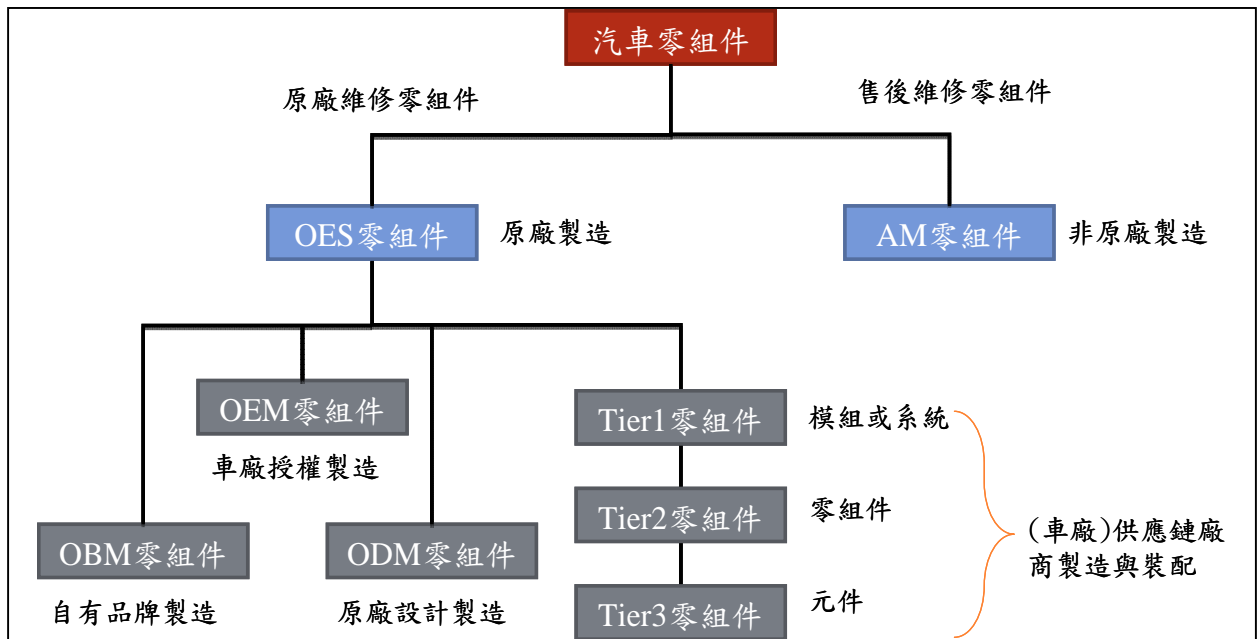 汽車零組件
原廠維修零組件
售後維修零組件
OES零組件
原廠製造
AM零組件
非原廠製造
OEM零組件
車廠授權製造
OBM零組件
自有品牌製造
ODM零組件
原廠設計製造
Tier1零組件
模組或系統
Tier2零組件
零組件
Tier3零組件
元件
(車廠)供應鏈廠
商製造與裝配